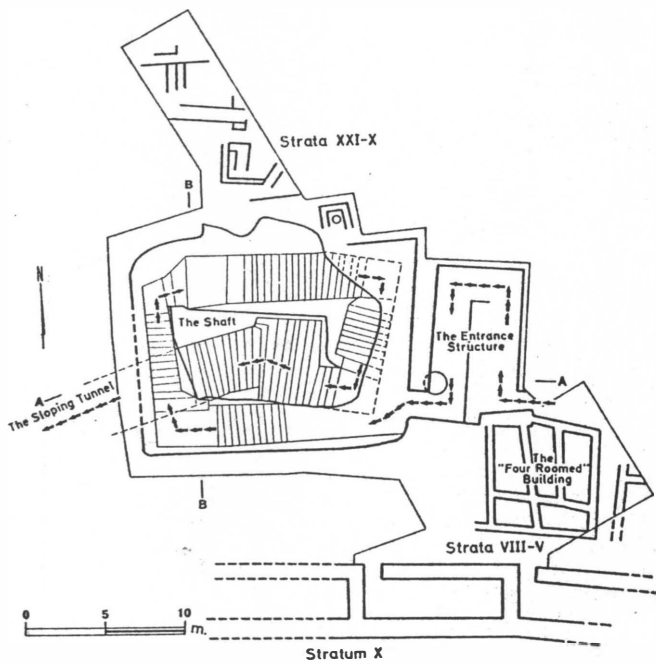 Strata XXI-X
B
N
The Shaft
The Entrance
Structure
A
A
The Sloping Tunnel
The
"Four Roomed"
Building
B
Strata VIII-V
0 5 10
m.
Stratum X